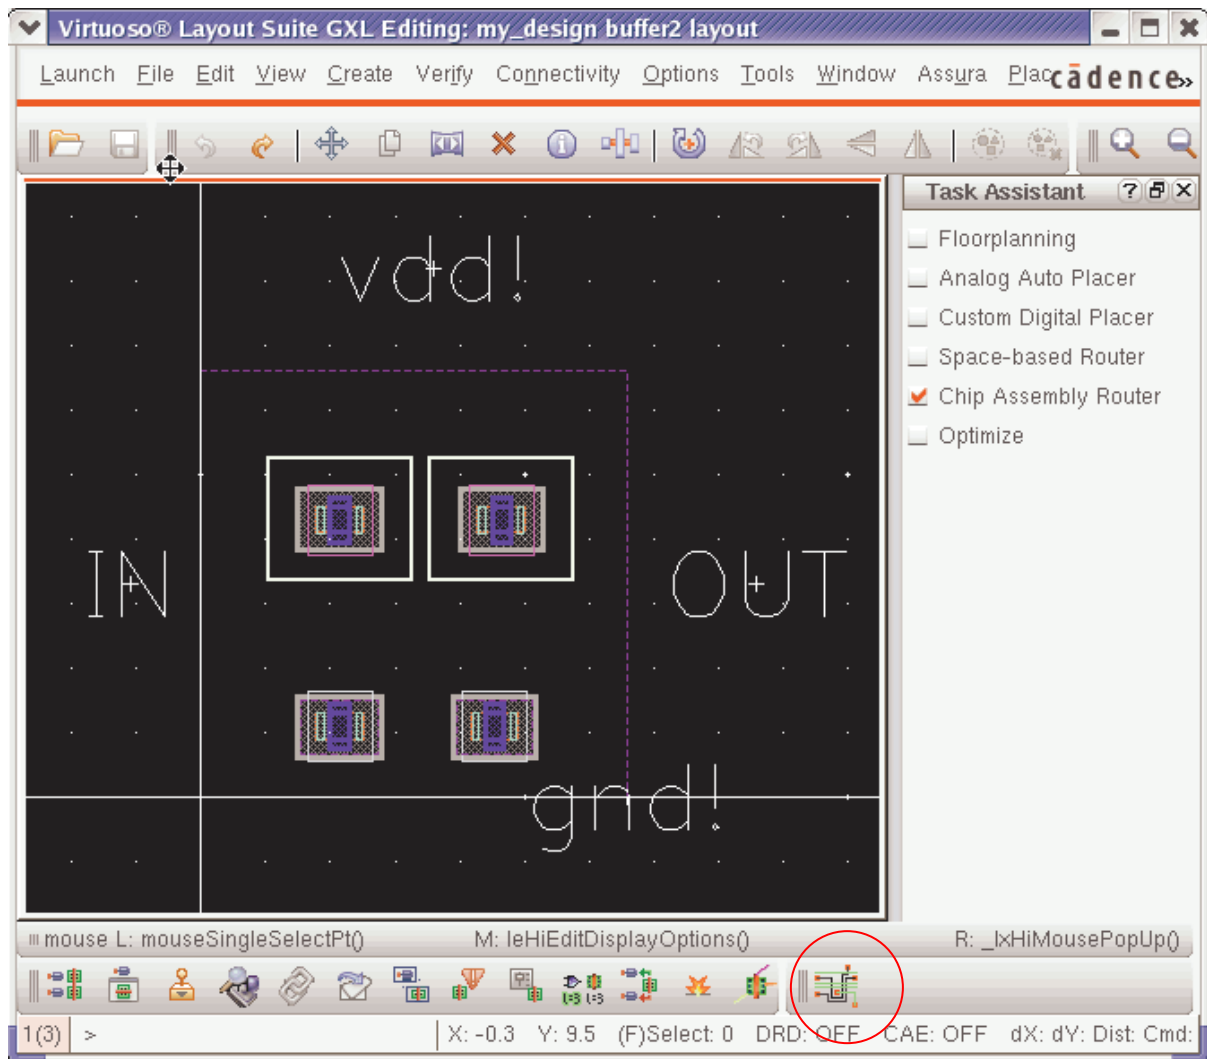 Virtuoso® Layout Suite GXL Editing: my_design buffer2 layout
Launch File Edit View Create Verify Connectivity Options Tools Window Assura Plac cādence »
Task Assistant ? X
Floorplanning
Analog Auto Placer
Custom Digital Placer
Space-based Router
Chip Assembly Router
Optimize
vdd!
IN
OUT
gnd!
mouse L: mouseSingleSelectPt() M: leHiEditDisplayOptions() R: _lxHiMousePopUp()
L=3 L=3
1(3) > X: -0.3 Y: 9.5 (F)Select: 0 DRD: OFF CAE: OFF dX: dY: Dist: Cmd: